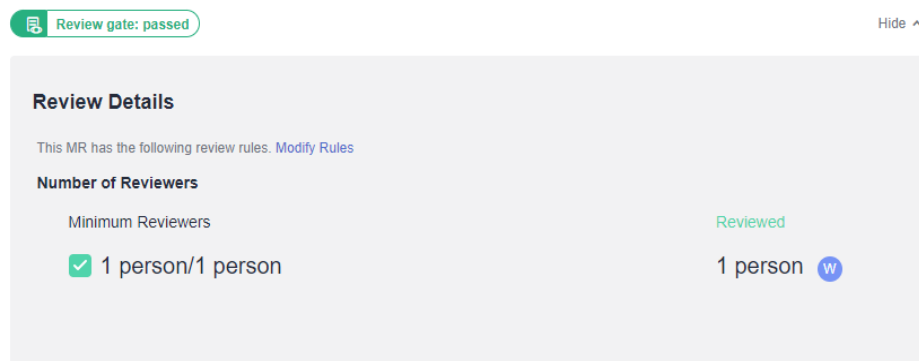 Review gate: passed
Hide
Review Details
This MR has the following review rules. Modify Rules
Number of Reviewers
Minimum Reviewers Reviewed
1 person/1 person 1 person W